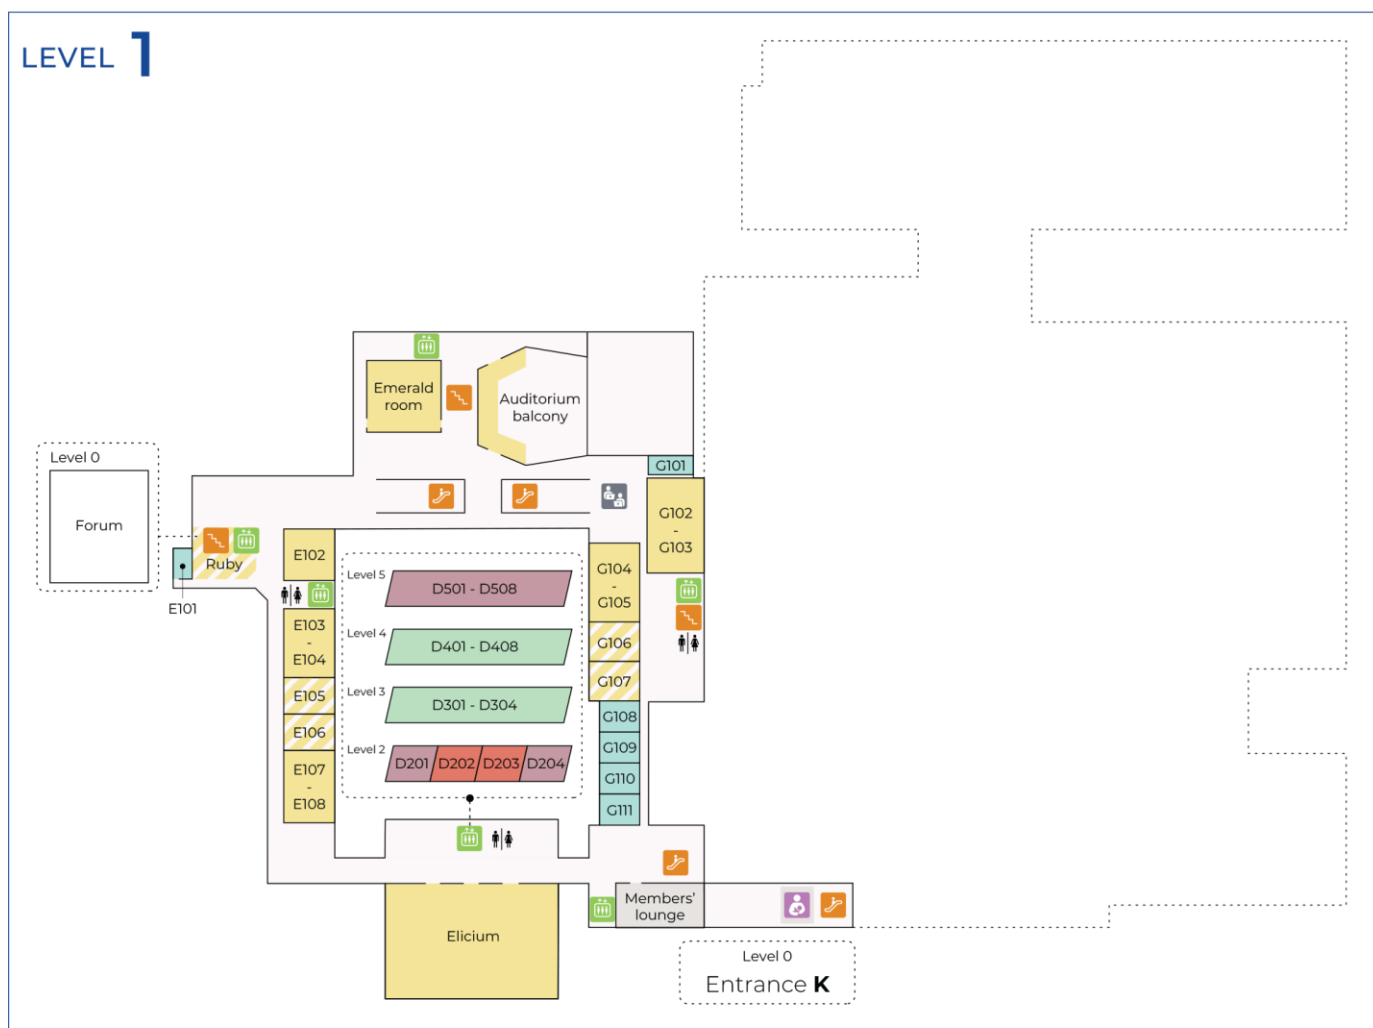 LEVEL 1
Emerald
room
Auditorium
balcony
Level 0
Forum
G101
G102
-
G103
Ruby
E101
E102
Level 5
D501 - D508
G104
-
G105
E103
-
E104
Level 4
D401 - D408
G106
G107
E105
Level 3
D301 - D304
G108
E106
Level 2
D201
D202
D203
D204
G109
E107
-
E108
G110
G111
Members'
lounge
Elicium
Level 0
Entrance K